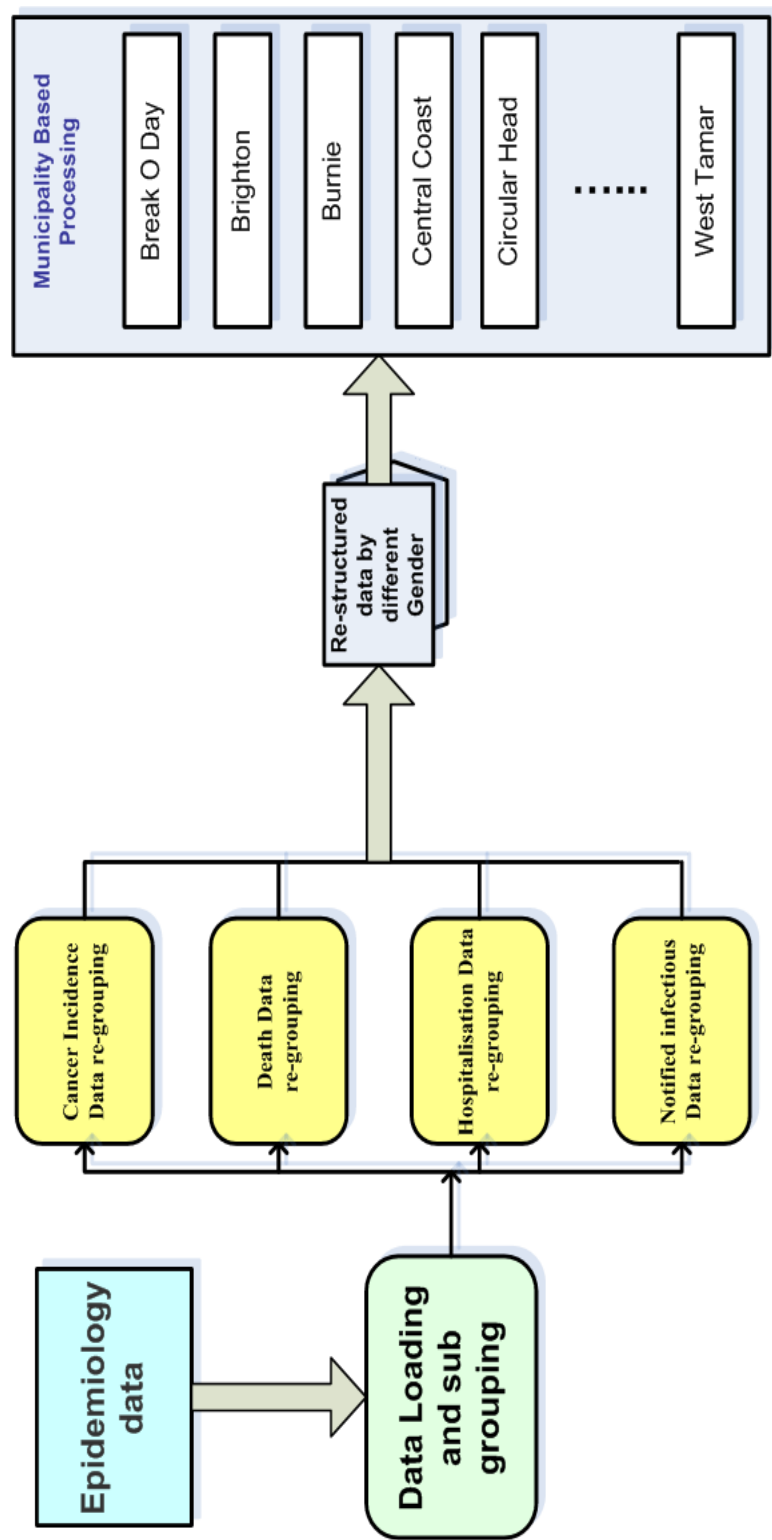 Epidemiology
data
Data Loading
and sub
grouping
Cancer Incidence
Data re-grouping
Death Data
re-grouping
Hospitalisation Data
re-grouping
Notified infectious
Data re-grouping
Re-structured
data by
different
Gender
Municipality Based
Processing
Break O Day
Brighton
Burnie
Central Coast
Circular Head
......
West Tamar